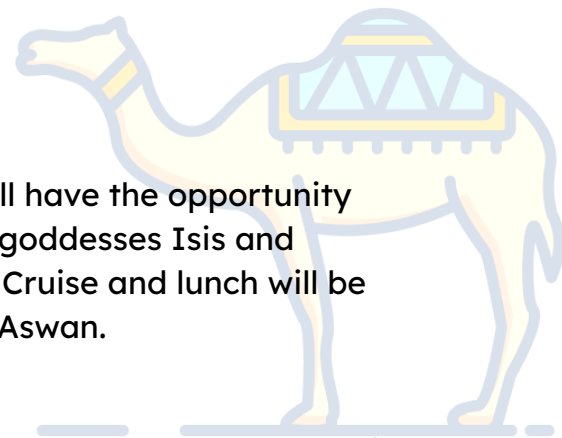 ll have the opportunity
goddesses Isis and
Cruise and lunch will be
Aswan.